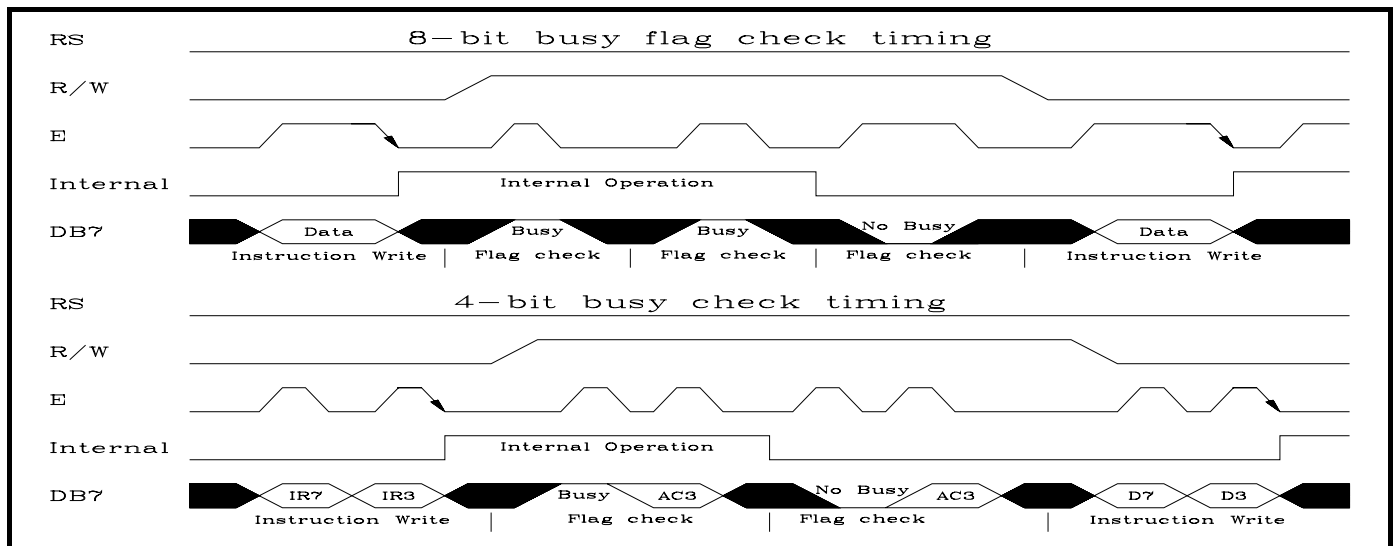 RS 8-bit busy flag check timing
R/W
E
Internal Internal Operation
DB7 Data Busy Busy No Busy Data
Instruction Write Flag check Flag check Flag check Instruction Write
RS 4-bit busy check timing
R/W
E
Internal Internal Operation
DB7 IR7 IR3 Busy AC3 No Busy AC3 D7 D3
Instruction Write Flag check Flag check Instruction Write